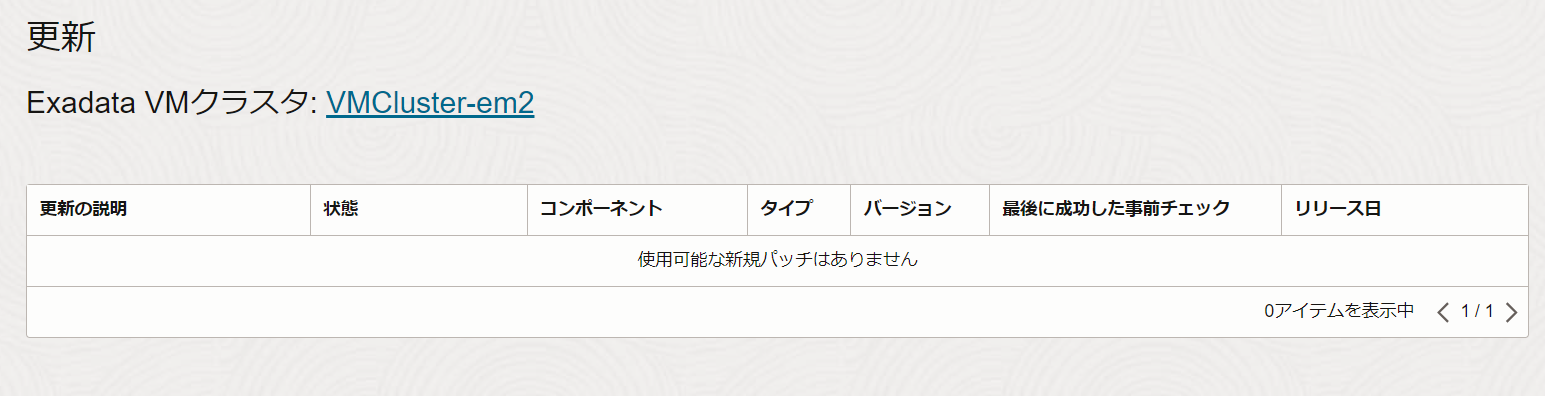 更新
Exadata VMクラスタ: VMCluster-em2
更新の説明 状態 コンポーネント タイプ バージョン 最後に成功した事前チェック リリース日
使用可能な新規パッチはありません
0アイテムを表示中 1 / 1